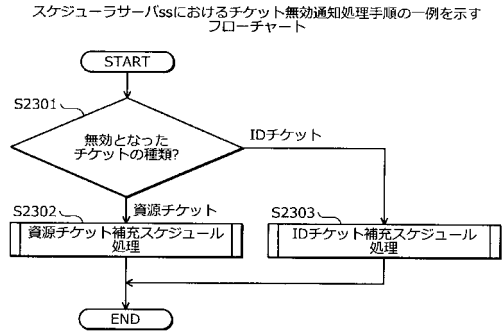 スケジューラサーバssにおけるチケット無効通知処理手順の一例を示す
フローチャート
START
S2301
無効となった
チケットの種類?
IDチケット
資源チケット
S2302
資源チケット補充スケジュール
処理
S2303
IDチケット補充スケジュール
処理
END